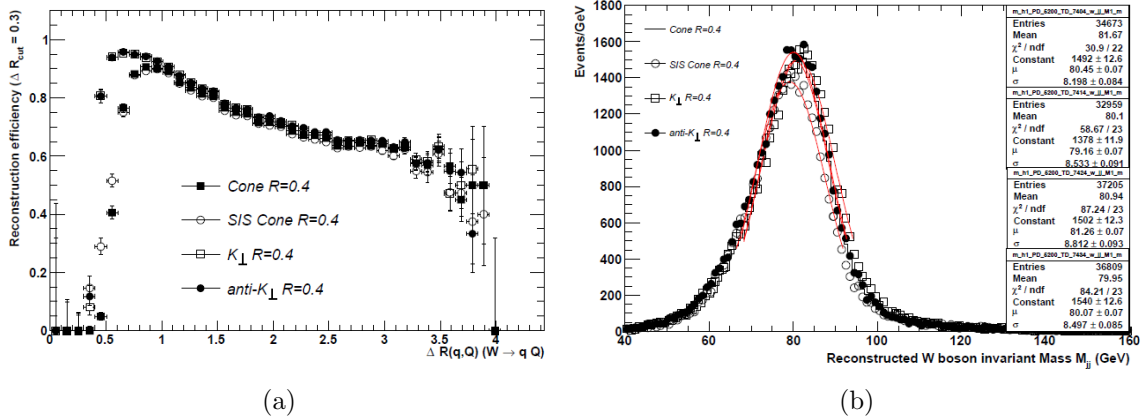 Reconstruction efficiency (Δ R_cut = 0.3)
1
0.8
0.6
0.4
0.2
0
Cone R=0.4
SIS Cone R=0.4
K⊥ R=0.4
anti-K⊥ R=0.4
0 0.5 1 1.5 2 2.5 3 3.5 4
Δ R(q,Q) (W → q Q)
(a)
Events/GeV
1800
1600
1400
1200
1000
800
600
400
200
0
Cone R=0.4
SIS Cone R=0.4
K⊥ R=0.4
anti-K⊥ R=0.4
m_h1_PD_5200_TD_7404_w_jj_M1_m
Entries 34673
Mean 81.67
χ² / ndf 30.9 / 22
Constant 1492 ± 12.6
μ 80.45 ± 0.07
σ 8.198 ± 0.084
m_h1_PD_5200_TD_7414_w_jj_M1_m
Entries 32959
Mean 80.1
χ² / ndf 58.67 / 23
Constant 1378 ± 11.9
μ 79.16 ± 0.07
σ 8.533 ± 0.091
m_h1_PD_5200_TD_7424_w_jj_M1_m
Entries 37205
Mean 80.94
χ² / ndf 87.24 / 23
Constant 1502 ± 12.3
μ 81.26 ± 0.07
σ 8.812 ± 0.093
m_h1_PD_5200_TD_7434_w_jj_M1_m
Entries 36809
Mean 79.95
χ² / ndf 84.21 / 23
Constant 1540 ± 12.6
μ 80.07 ± 0.07
σ 8.497 ± 0.085
40 60 80 100 120 140 160
Reconstructed W boson invariant Mass M_jj (GeV)
(b)